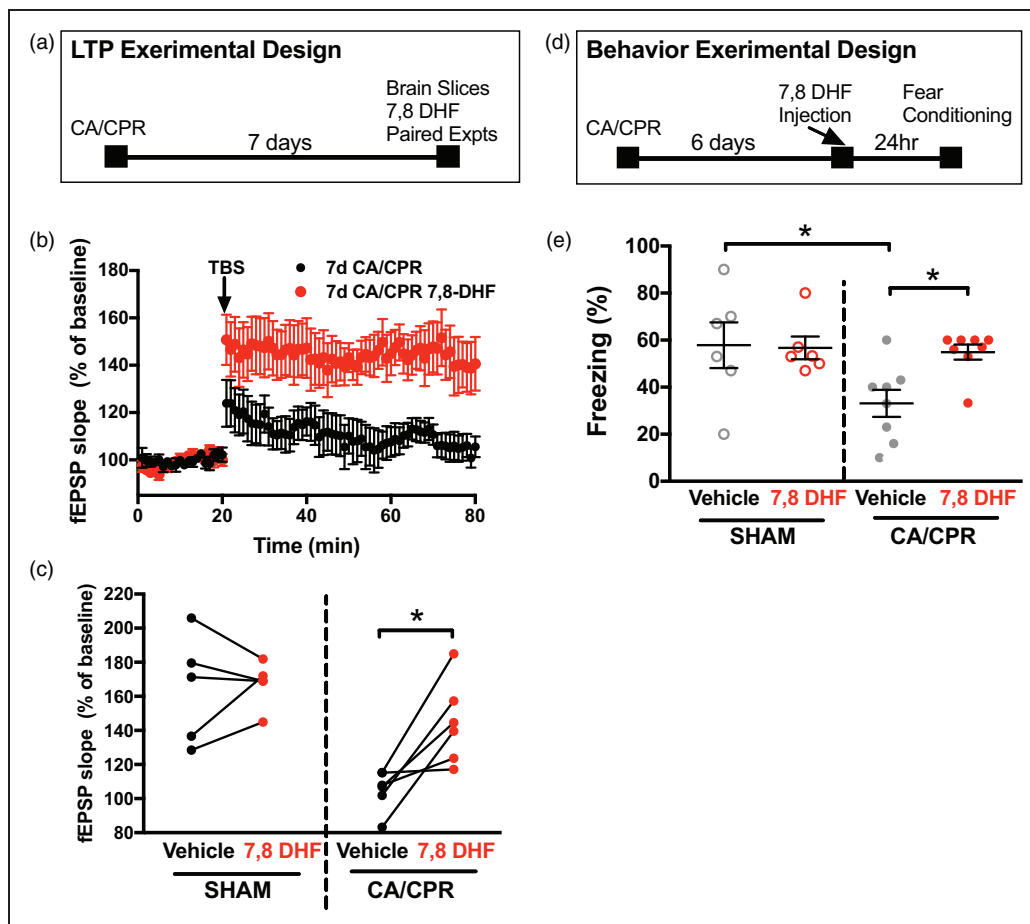 (a)
LTP Exerimental Design
Brain Slices
7,8 DHF
Paired Expts
CA/CPR
7 days
(d)
Behavior Experimental Design
7,8 DHF
Injection
Fear
Conditioning
CA/CPR
6 days
24hr
(b)
fEPSP slope (% of baseline)
160
140
120
100
TBS
7d CA/CPR
7d CA/CPR 7,8-DHF
0
20
40
60
80
Time (min)
(e)
Freezing (%)
100
80
60
40
20
0
*
*
Vehicle 7,8 DHF Vehicle 7,8 DHF
SHAM CA/CPR
(c)
fEPSP slope (% of baseline)
220
200
180
160
140
120
100
80
*
Vehicle 7,8 DHF Vehicle 7,8 DHF
SHAM CA/CPR